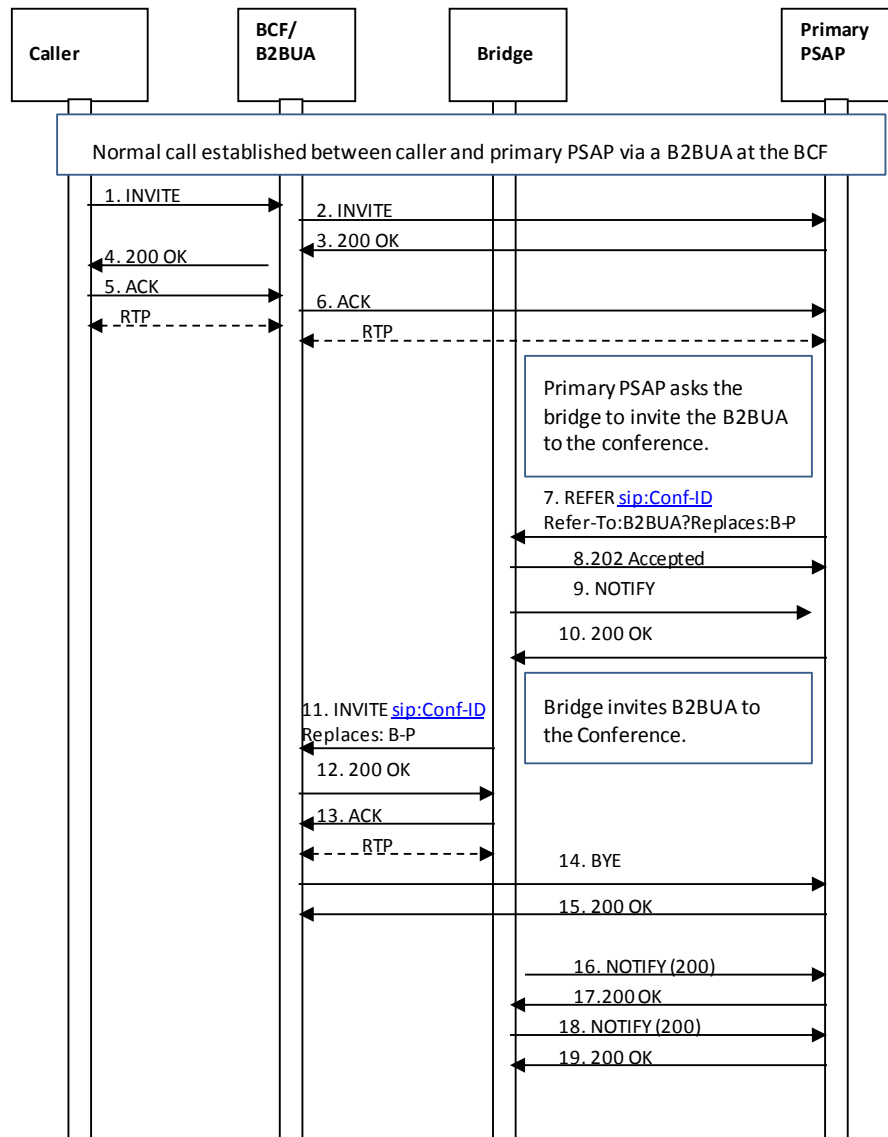 Caller
BCF/
B2BUA
Bridge
Primary
PSAP
Normal call established between caller and primary PSAP via a B2BUA at the BCF
1. INVITE
2. INVITE
3. 200 OK
4. 200 OK
5. ACK
6. ACK
RTP
RTP
Primary PSAP asks the
bridge to invite the B2BUA
to the conference.
7. REFER sip:Conf-ID
Refer-To:B2BUA?Replaces:B-P
8.202 Accepted
9. NOTIFY
10. 200 OK
Bridge invites B2BUA to
the Conference.
11. INVITE sip:Conf-ID
Replaces: B-P
12. 200 OK
13. ACK
RTP
14. BYE
15. 200 OK
16. NOTIFY (200)
17.200 OK
18. NOTIFY (200)
19. 200 OK